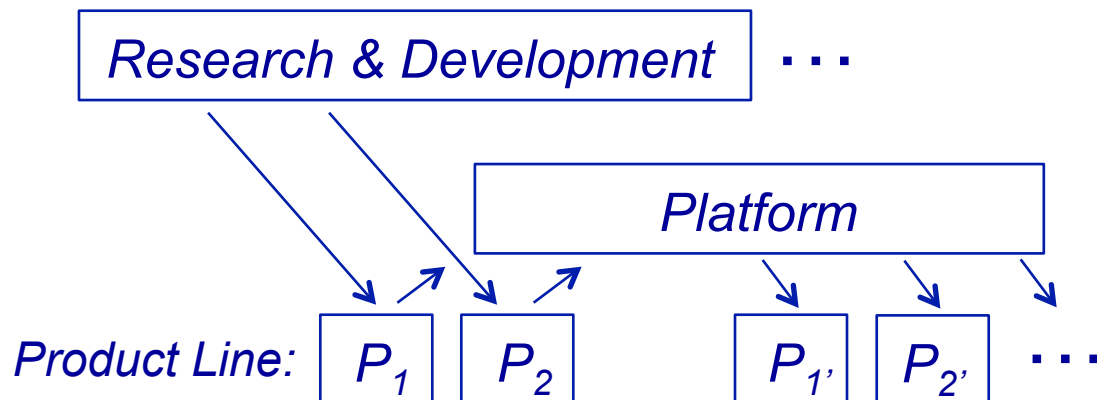 Research & Development ...
Platform
Product Line: P1 P2 P1’ P2’ ...